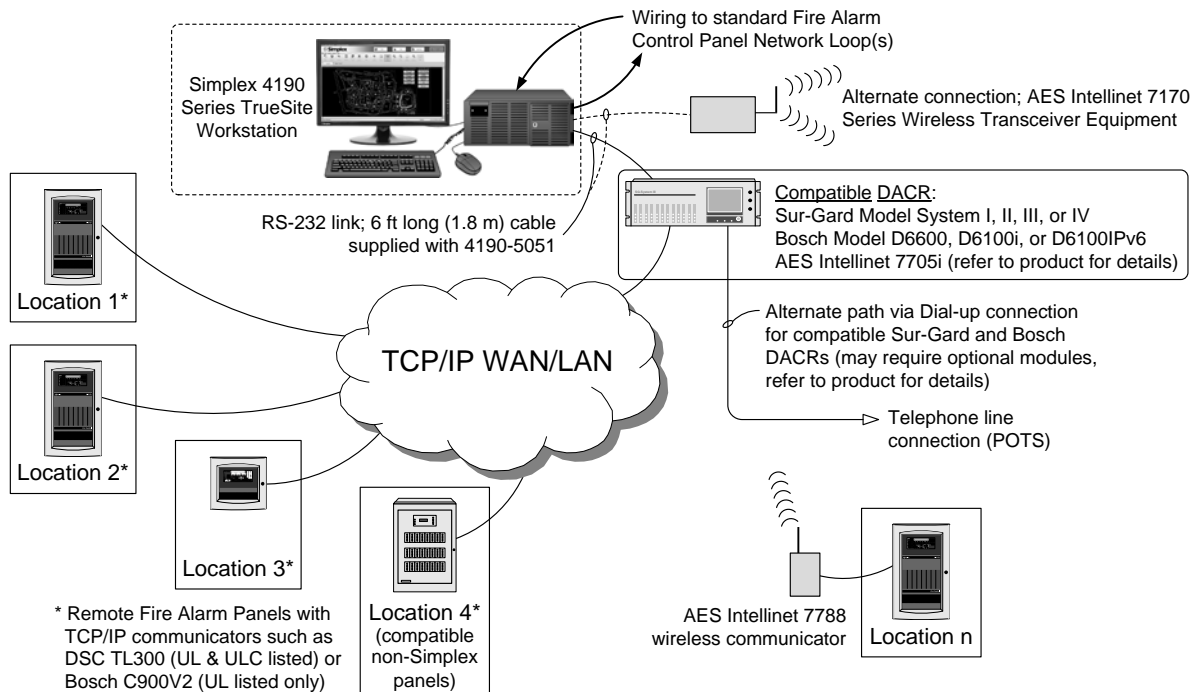 Wiring to standard Fire Alarm
Control Panel Network Loop(s)
Simplex 4190
Series TrueSite
Workstation
Alternate connection; AES Intellinet 7170
Series Wireless Transceiver Equipment
RS-232 link; 6 ft long (1.8 m) cable
supplied with 4190-5051
Compatible DACR:
Sur-Gard Model System I, II, III, or IV
Bosch Model D6600, D6100i, or D6100IPv6
AES Intellinet 7705i (refer to product for details)
Location 1*
TCP/IP WAN/LAN
Alternate path via Dial-up connection
for compatible Sur-Gard and Bosch
DACRs (may require optional modules,
refer to product for details)
Telephone line
connection (POTS)
Location 2*
Location 3*
Location 4*
(compatible
non-Simplex
panels)
* Remote Fire Alarm Panels with
TCP/IP communicators such as
DSC TL300 (UL & ULC listed) or
Bosch C900V2 (UL listed only)
AES Intellinet 7788
wireless communicator
Location n